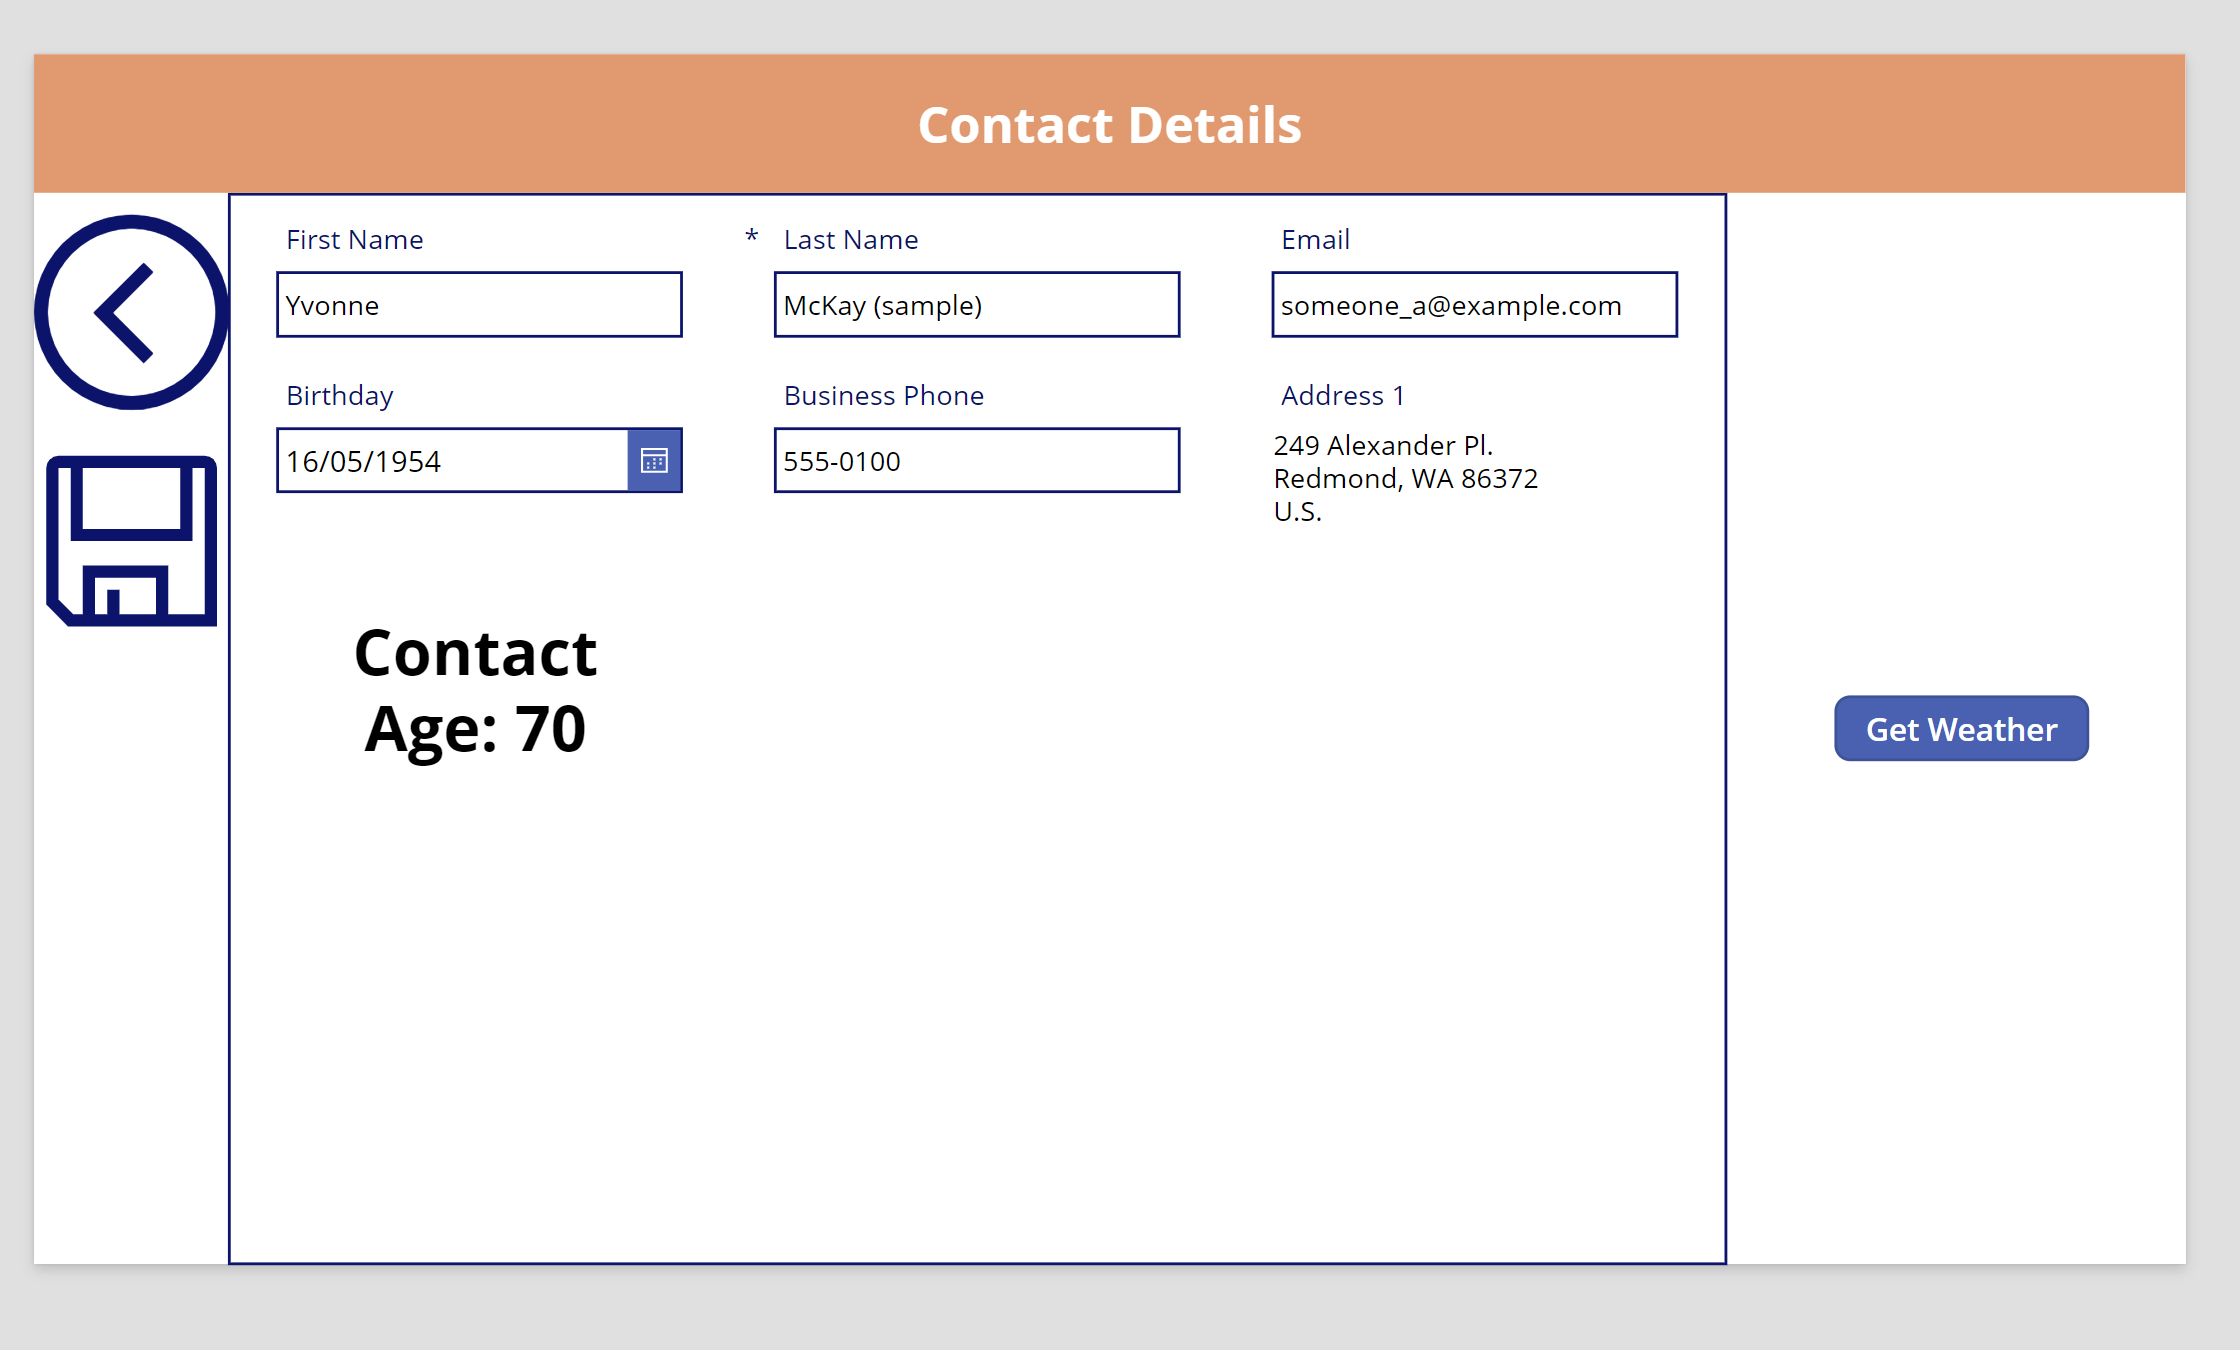 Contact Details
First Name
* Last Name
Email
Yvonne
McKay (sample)
someone_a@example.com
Birthday
Business Phone
Address 1
16/05/1954
555-0100
249 Alexander Pl.
Redmond, WA 86372
U.S.
Contact
Age: 70
Get Weather